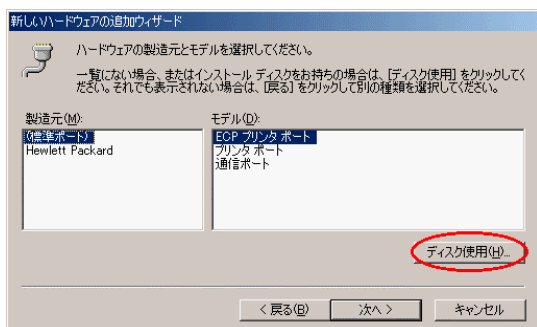 新しいハードウェアの追加ウィザード
ハードウェアの製造元とモデルを選択してください。
一覧にない場合、またはインストール ディスクをお持ちの場合は、[ディスク使用] をクリックしてく
ださい。それでも表示されない場合は、[戻る] をクリックして別の種類を選択してください。
製造元(M):
モデル(D):
(標準ポート)
Hewlett Packard
ECP プリンタ ポート
プリンタ ポート
通信ポート
ディスク使用(H)...
< 戻る(B)
次へ >
キャンセル